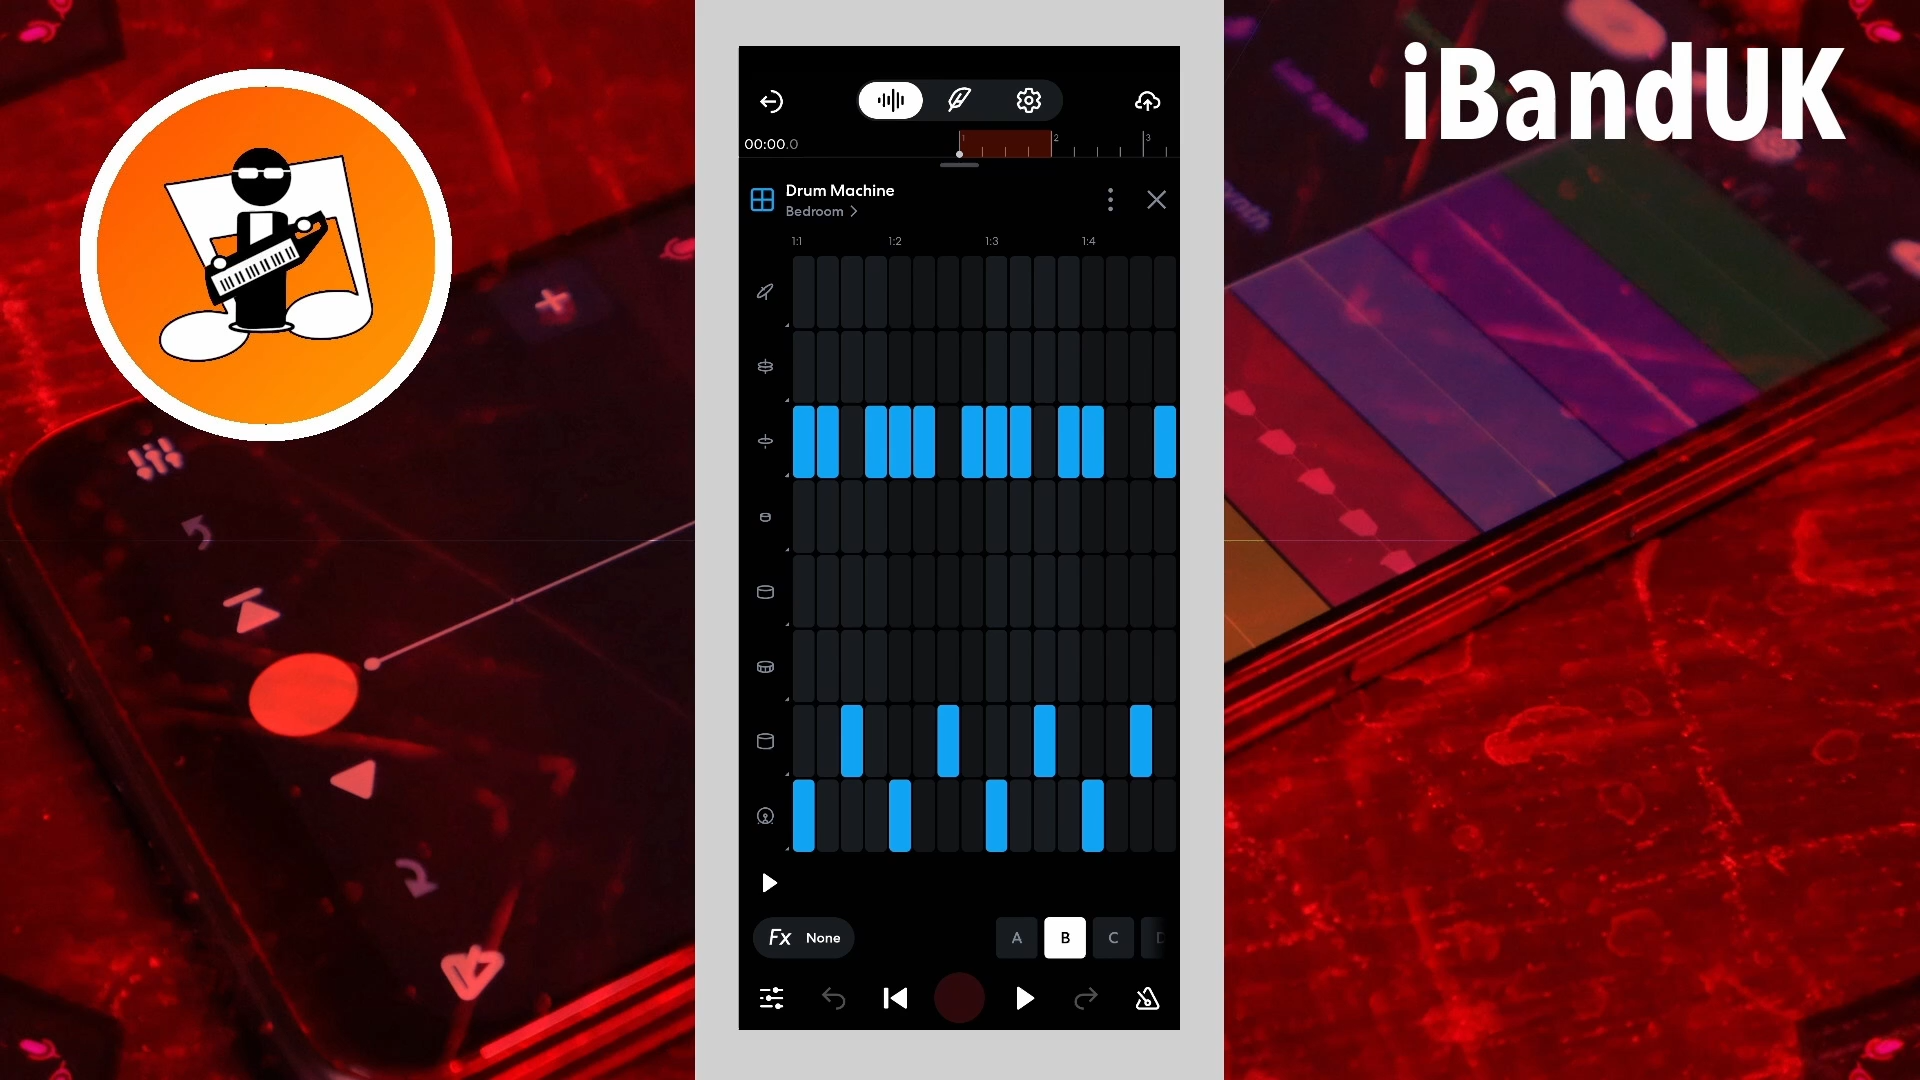 iBandUK
1 2 3
00:00.0
Drum Machine
Bedroom
1:1 1:2 1:3 1:4
Fx None A B C D